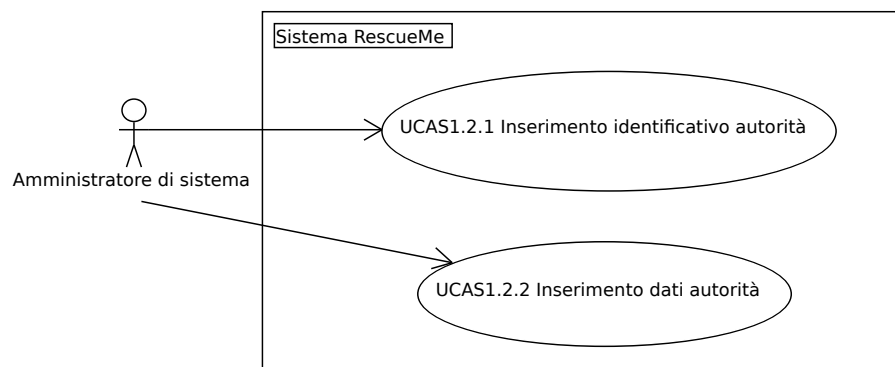 Sistema RescueMe
UCAS1.2.1 Inserimento identificativo autorità
Amministratore di sistema
UCAS1.2.2 Inserimento dati autorità